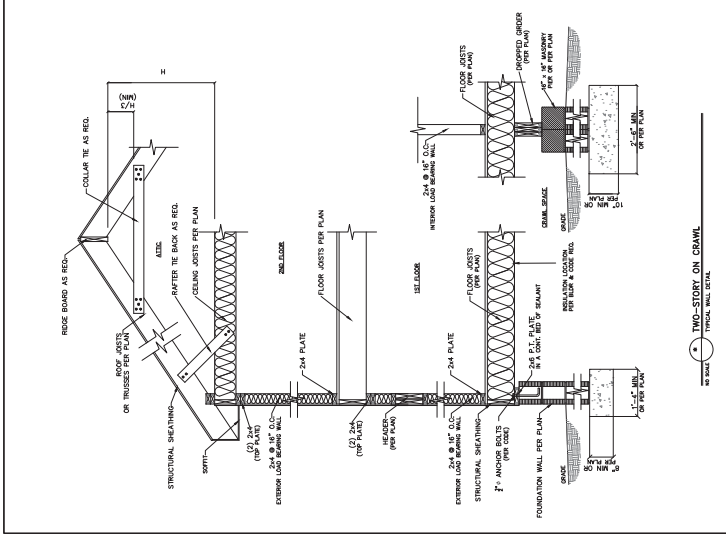 RIDGE BOARD AS REQ.
COLLAR TIE AS REQ.
H/3
(MIN)
H
ROOF JOISTS
OR TRUSSES PER PLAN
ATTIC
STRUCTURAL SHEATHING
RAFTER TIE BACK AS REQ.
CEILING JOISTS PER PLAN
SOFFIT
(2) 2x4
(TOP PLATE)
2x4 @ 16" O.C.
EXTERIOR LOAD BEARING WALL
2ND FLOOR
2x4 PLATE
FLOOR JOISTS PER PLAN
(2) 2x4
(TOP PLATE)
HEADER
(PER PLAN)
1ST FLOOR
2x4 @ 16" O.C.
INTERIOR LOAD BEARING WALL
2x4 @ 16" O.C.
EXTERIOR LOAD BEARING WALL
2x4 PLATE
FLOOR JOISTS
(PER PLAN)
FLOOR JOISTS
(PER PLAN)
STRUCTURAL SHEATHING
ANCHOR BOLTS
(PER CODE)
2x6 P.T. PLATE
IN A CONT. BED OF SEALANT
INSULATION LOCATION
PER BLDR & CODE REQ.
DROPPED GIRDER
(PER PLAN)
CRAWL SPACE
16" x 16" MASONRY
PIER OR PER PLAN
FOUNDATION WALL PER PLAN
GRADE
GRADE
8" MIN OR
PER PLAN
1'-4" MIN
OR PER PLAN
10" MIN OR
PER PLAN
2'-6" MIN
OR PER PLAN
* TWO-STORY ON CRAWL
NO SCALE TYPICAL WALL DETAIL